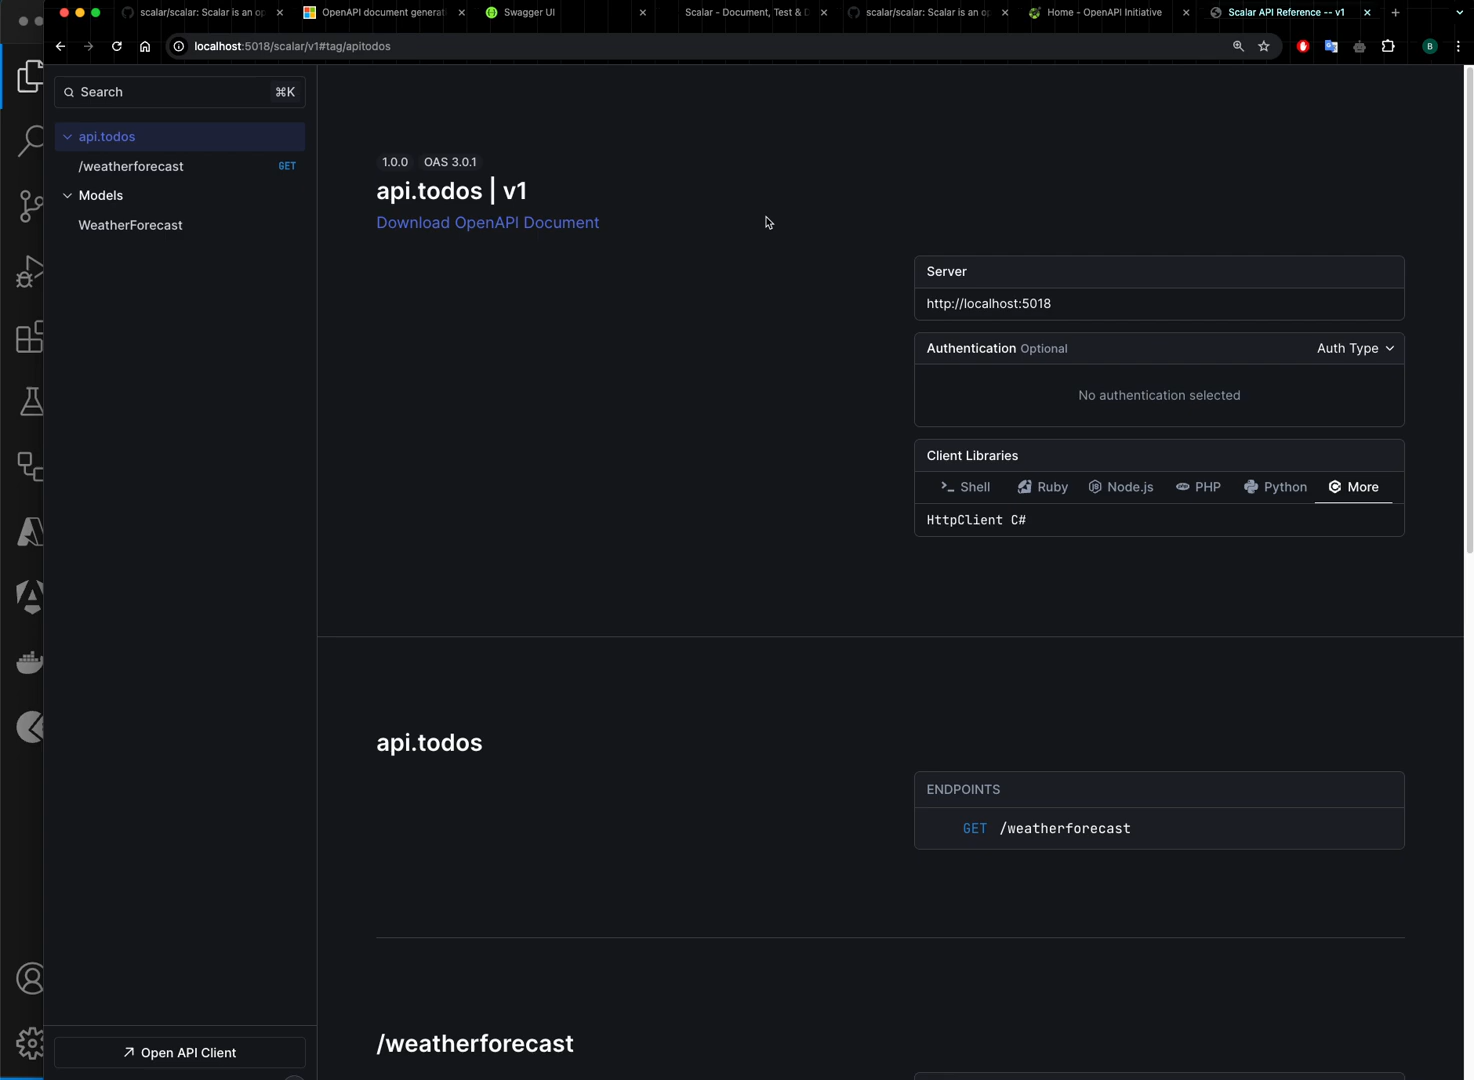 scalar/scalar: Scalar is an op
OpenAPI document generat
Swagger UI
Scalar - Document, Test & D
scalar/scalar: Scalar is an op
Home - OpenAPI Initiative
Scalar API Reference -- v1
localhost:5018/scalar/v1#tag/apitodos
B
Search
⌘K
api.todos
/weatherforecast
GET
Models
WeatherForecast
1.0.0
OAS 3.0.1
api.todos | v1
Download OpenAPI Document
Server
http://localhost:5018
Authentication Optional
Auth Type
No authentication selected
Client Libraries
Shell
Ruby
Node.js
PHP
Python
More
HttpClient C#
api.todos
ENDPOINTS
GET /weatherforecast
/weatherforecast
Open API Client